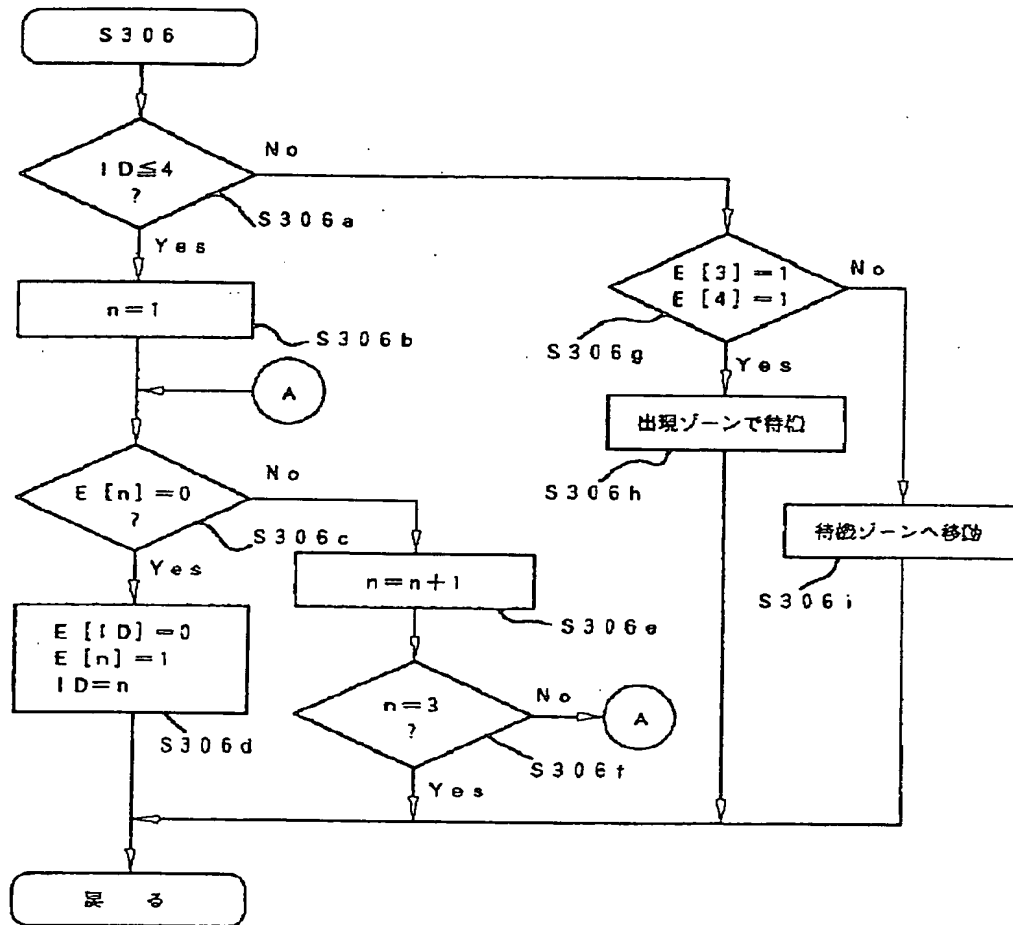 S306
ID≦4
?
No
S306a
Yes
n=1
S306b
A
E[n]=0
?
No
S306c
Yes
E[ID]=0
E[n]=1
ID=n
S306d
n=n+1
S306e
n=3
?
No
A
S306f
Yes
E[3]=1
E[4]=1
No
S306g
Yes
出現ゾーンで待機
S306h
待機ゾーンへ移動
S306i
戻る